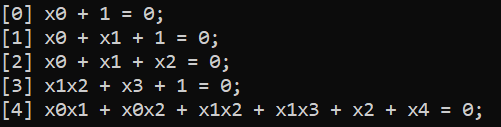 [0] x0 + 1 = 0;
[1] x0 + x1 + 1 = 0;
[2] x0 + x1 + x2 = 0;
[3] x1x2 + x3 + 1 = 0;
[4] x0x1 + x0x2 + x1x2 + x1x3 + x2 + x4 = 0;